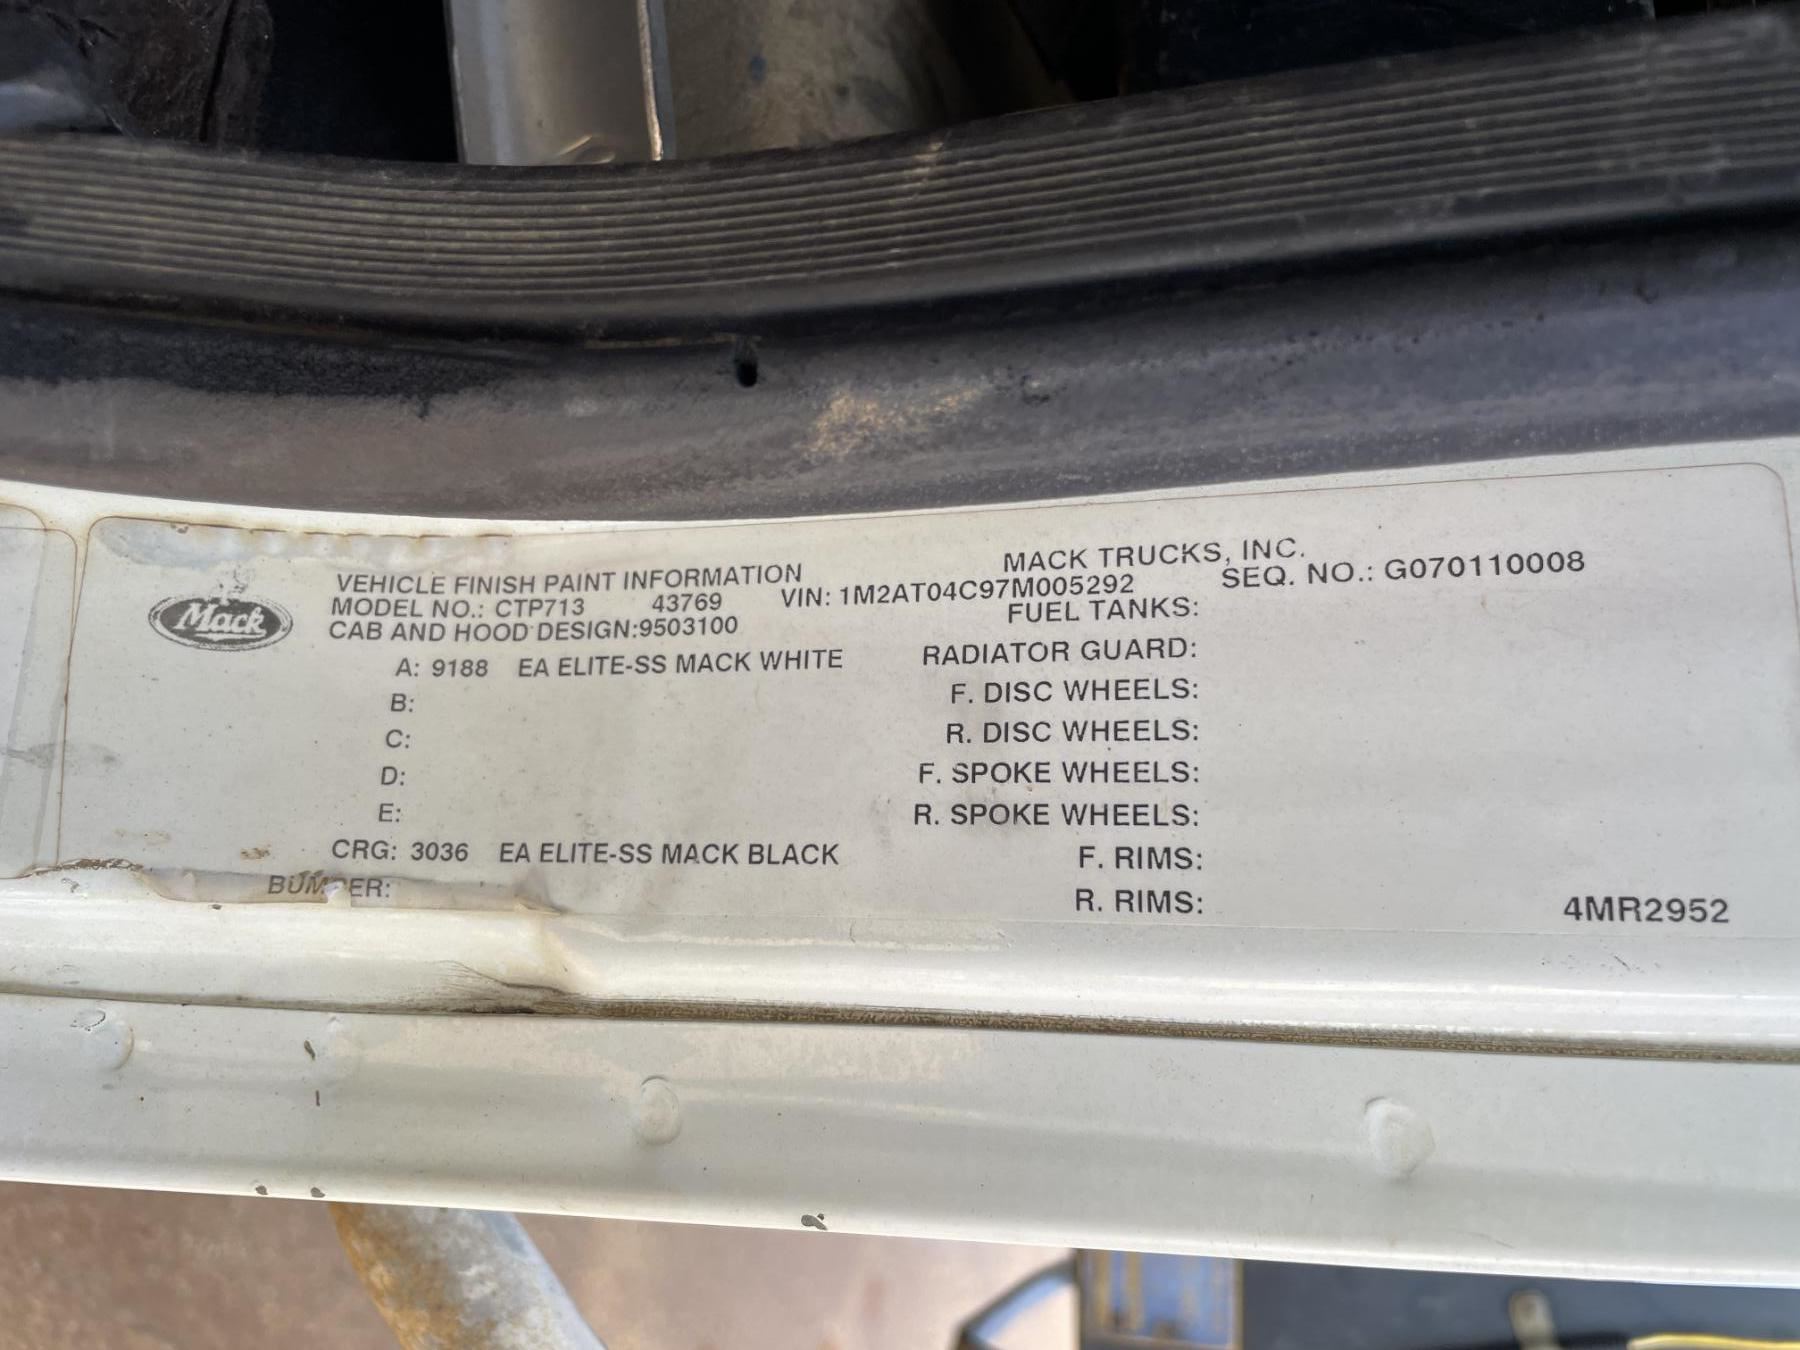 Mack
MACK TRUCKS, INC.
VEHICLE FINISH PAINT INFORMATION
MODEL NO.: CTP713 43769 VIN: 1M2AT04C97M005292 SEQ. NO.: G070110008
CAB AND HOOD DESIGN:9503100 FUEL TANKS:
A: 9188 EA ELITE-SS MACK WHITE RADIATOR GUARD:
B: F. DISC WHEELS:
C: R. DISC WHEELS:
D: F. SPOKE WHEELS:
E: R. SPOKE WHEELS:
CRG: 3036 EA ELITE-SS MACK BLACK F. RIMS:
BUMPER: R. RIMS: 4MR2952